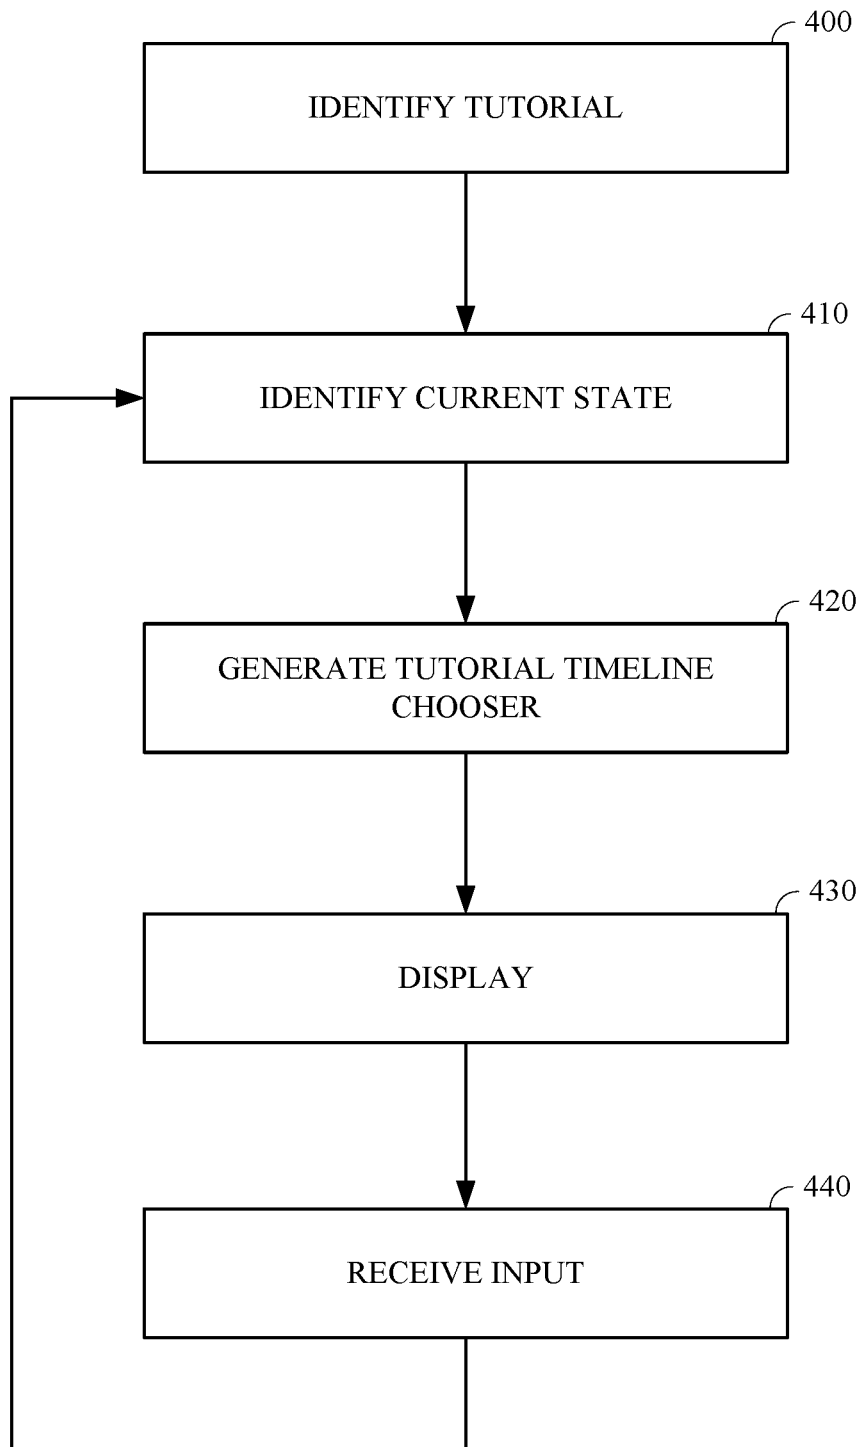 400
IDENTIFY TUTORIAL
410
IDENTIFY CURRENT STATE
420
GENERATE TUTORIAL TIMELINE
CHOOSER
430
DISPLAY
440
RECEIVE INPUT